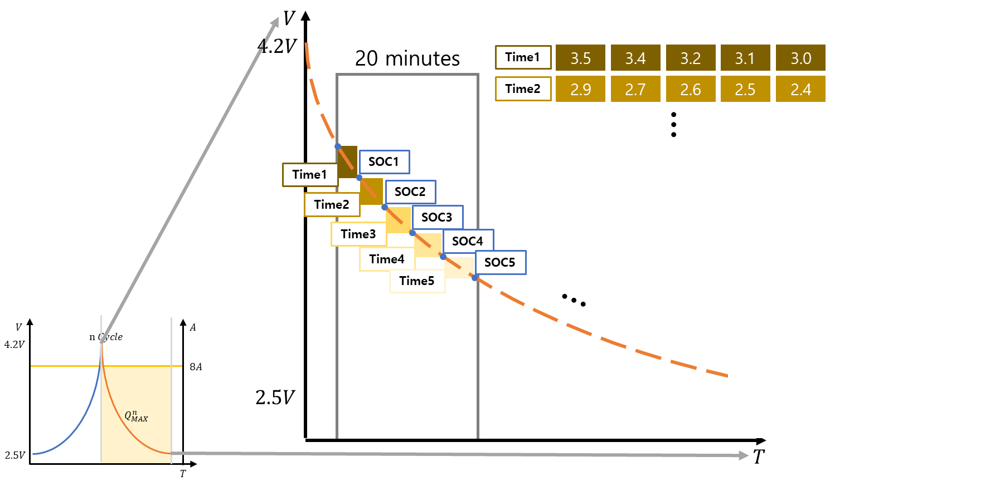 V
4.2V
20 minutes
Time1 3.5 3.4 3.2 3.1 3.0
Time2 2.9 2.7 2.6 2.5 2.4
SOC1
Time1
SOC2
Time2
SOC3
Time3
SOC4
Time4
SOC5
Time5
2.5V
T
V
A
n Cycle
4.2V
8A
Q^n_MAX
2.5V
T